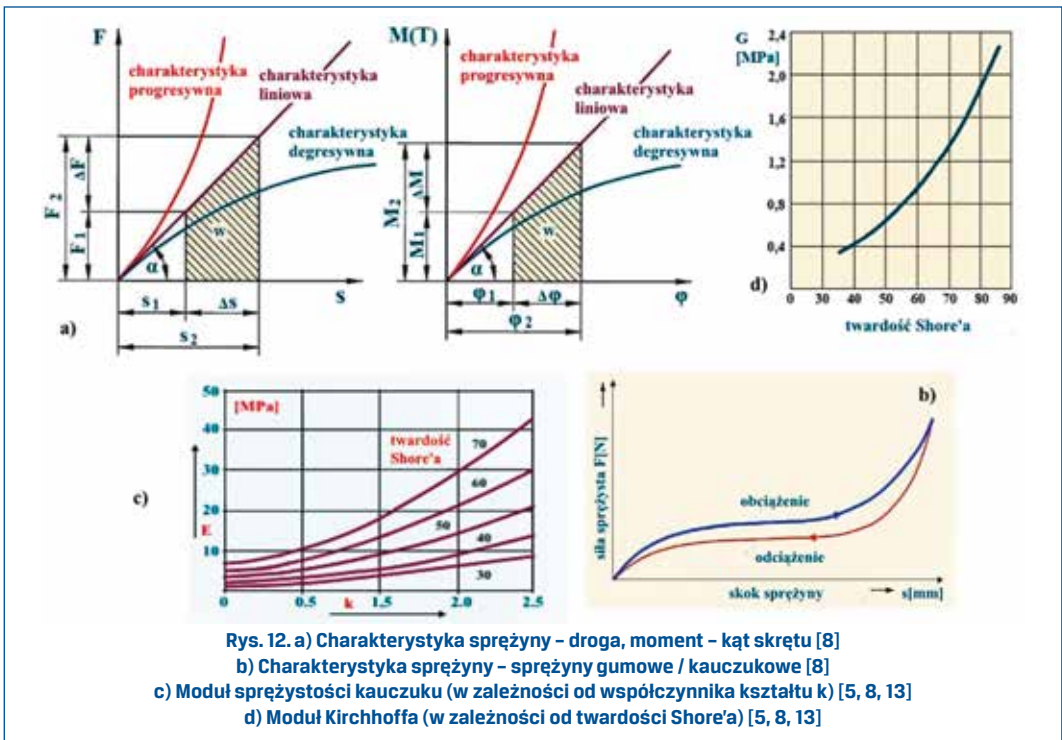 F
charakterystyka
progresywna
charakterystyka
liniowa
charakterystyka
degresywna
ΔF
F2
F1
w
α
s
s1
Δs
s2
a)
M(T)
charakterystyka
progresywna
charakterystyka
liniowa
charakterystyka
degresywna
ΔM
M2
M1
w
α
φ
φ1
Δφ
φ2
G
[MPa]
2,4
2,0
1,6
1,2
0,8
0,4
d)
0 30 40 50 60 70 80 90
twardość Shore'a
c)
[MPa]
50
40
30
20
10
E
twardość
Shore'a
70
60
50
40
30
0 0.5 1.5 2.0 2.5
k
b)
siła sprężysta F[N]
obciążenie
odciążenie
skok sprężyny
s[mm]
Rys. 12. a) Charakterystyka sprężyny – droga, moment – kąt skrętu [8]
b) Charakterystyka sprężyny – sprężyny gumowe / kauczukowe [8]
c) Moduł sprężystości kauczuku (w zależności od współczynnika kształtu k) [5, 8, 13]
d) Moduł Kirchhoffa (w zależności od twardości Shore'a) [5, 8, 13]